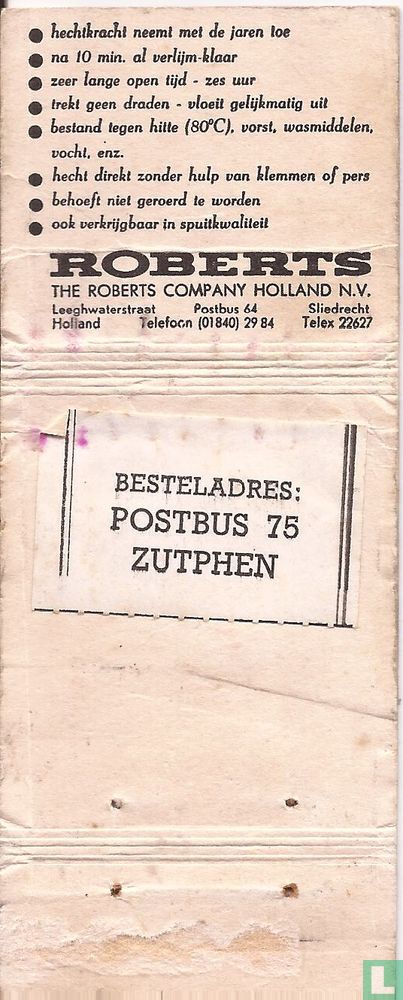 ● hechtkracht neemt met de jaren toe
● na 10 min. al verlijm-klaar
● zeer lange open tijd - zes uur
● trekt geen draden - vloeit gelijkmatig uit
● bestand tegen hitte (80°C), vorst, wasmiddelen,
vocht, enz.
● hecht direkt zonder hulp van klemmen of pers
● behoeft niet geroerd te worden
● ook verkrijgbaar in spuitkwaliteit
ROBERTS
THE ROBERTS COMPANY HOLLAND N.V.
Leeghwaterstraat Postbus 64 Sliedrecht
Holland Telefoon (01840) 29 84 Telex 22627
BESTELADRES:
POSTBUS 75
ZUTPHEN
L